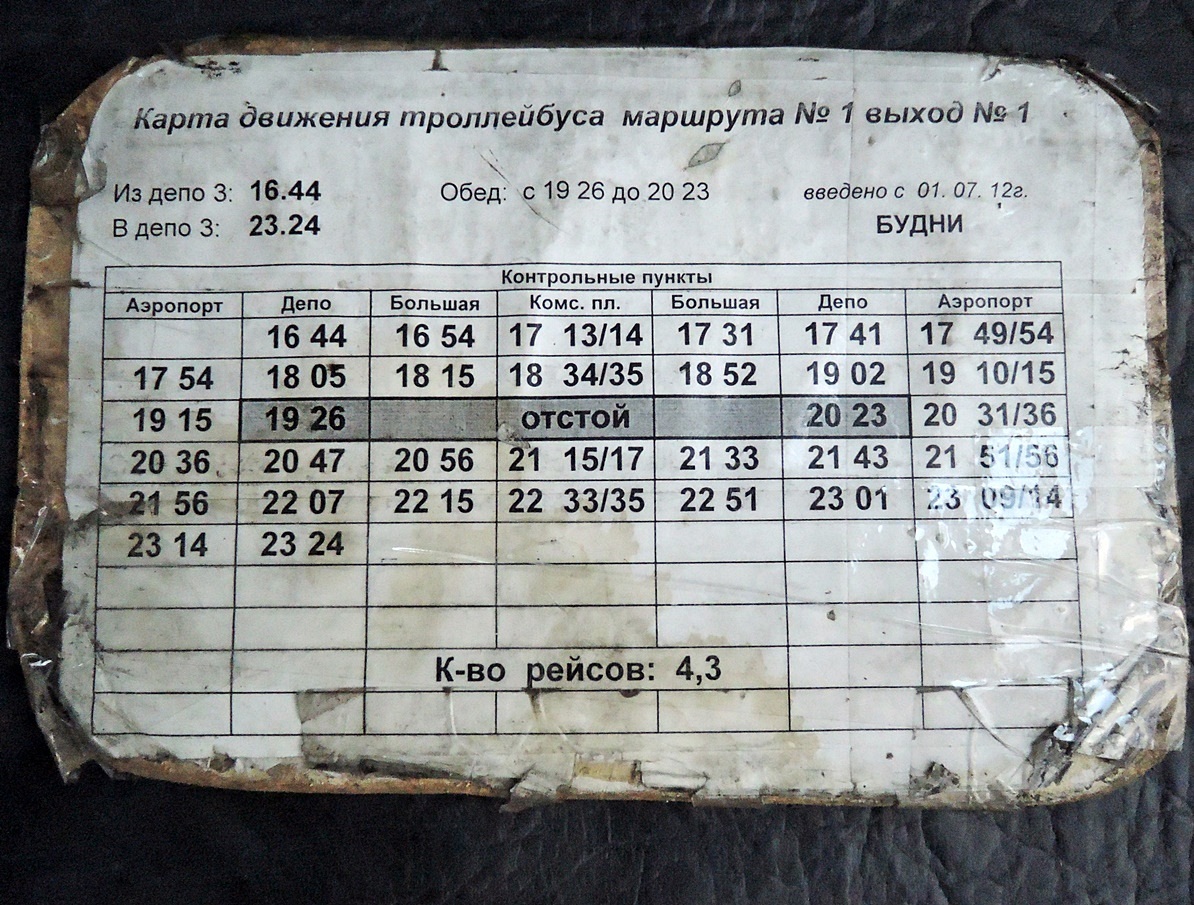 Карта движения троллейбуса маршрута № 1 выход № 1
Из депо 3: 16.44 Обед: с 19 26 до 20 23 введено с 01. 07. 12г.
В депо 3: 23.24 БУДНИ
Контрольные пункты
Аэропорт Депо Большая Комс. пл. Большая Депо Аэропорт
16 44 16 54 17 13/14 17 31 17 41 17 49/54
17 54 18 05 18 15 18 34/35 18 52 19 02 19 10/15
19 15 19 26 отстой 20 23 20 31/36
20 36 20 47 20 56 21 15/17 21 33 21 43 21 51/56
21 56 22 07 22 15 22 33/35 22 51 23 01 23 09/14
23 14 23 24
К-во рейсов: 4,3